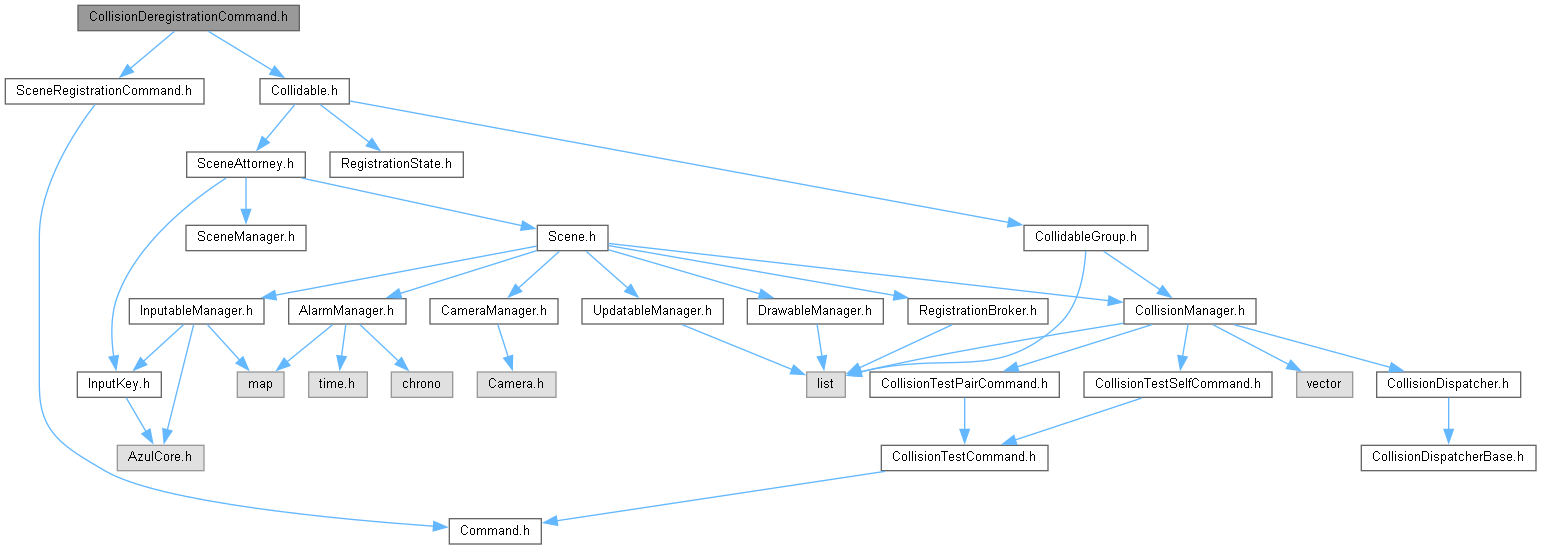 CollisionDeregistrationCommand.h
SceneRegistrationCommand.h
Collidable.h
SceneAttorney.h
RegistrationState.h
SceneManager.h
Scene.h
CollidableGroup.h
InputableManager.h
AlarmManager.h
CameraManager.h
UpdatableManager.h
DrawableManager.h
RegistrationBroker.h
CollisionManager.h
InputKey.h
map
time.h
chrono
Camera.h
list
CollisionTestPairCommand.h
CollisionTestSelfCommand.h
vector
CollisionDispatcher.h
AzulCore.h
CollisionTestCommand.h
CollisionDispatcherBase.h
Command.h